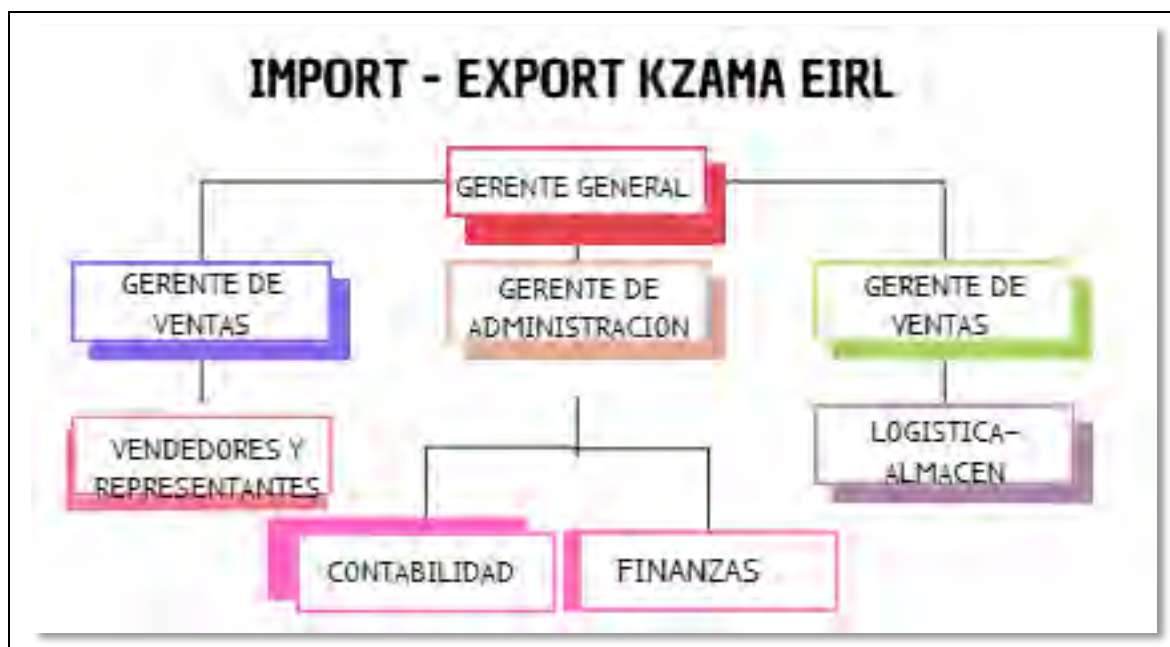 IMPORT - EXPORT KZAMA EIRL
GERENTE GENERAL
GERENTE DE
VENTAS
GERENTE DE
ADMINISTRACION
GERENTE DE
VENTAS
VENDEDORES Y
REPRESENTANTES
LOGISTICA-
ALMACEN
CONTABILIDAD
FINANZAS